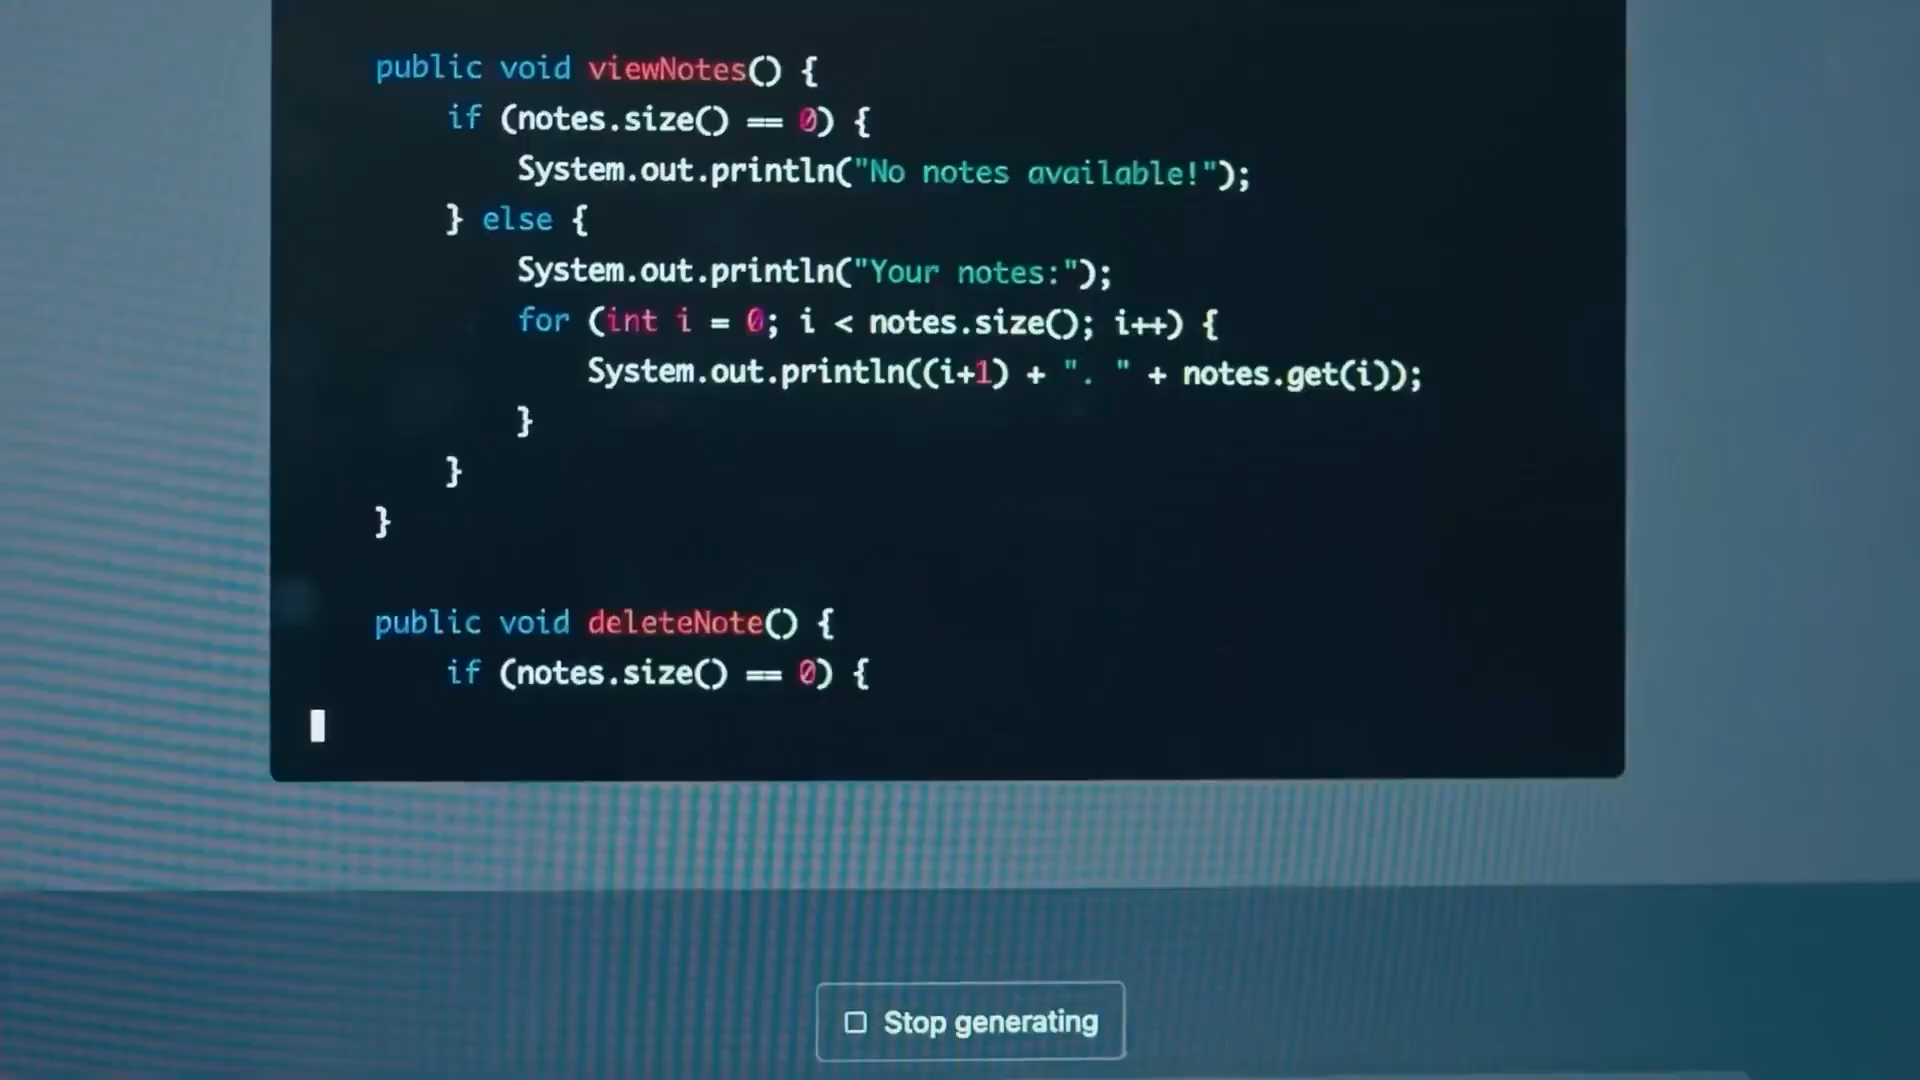 public void viewNotes() {
if (notes.size() == 0) {
System.out.println("No notes available!");
} else {
System.out.println("Your notes:");
for (int i = 0; i < notes.size(); i++) {
System.out.println((i+1) + ". " + notes.get(i));
}
}
}
public void deleteNote() {
if (notes.size() == 0) {
Stop generating